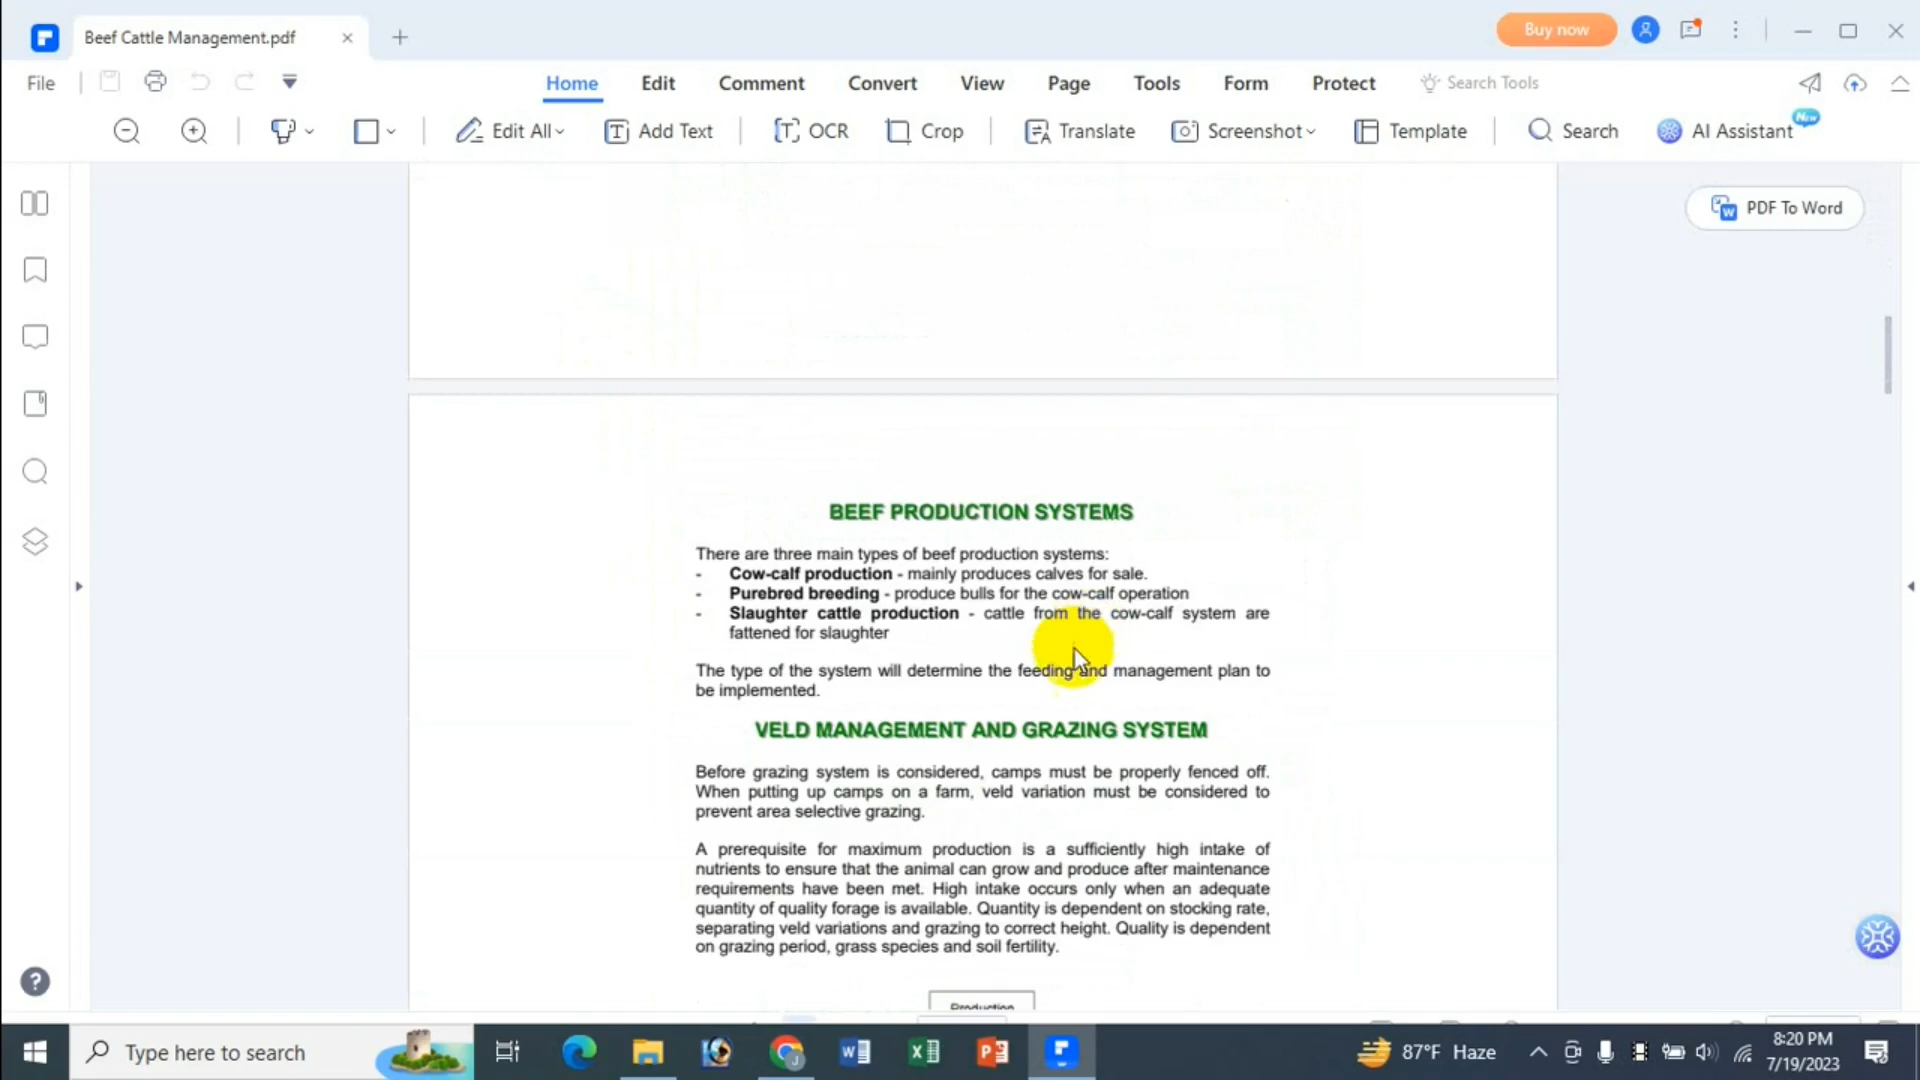 Beef Cattle Management.pdf
Buy now
File
Home Edit Comment Convert View Page Tools Form Protect Search Tools
Edit All Add Text OCR Crop Translate Screenshot Template Search AI Assistant New
PDF To Word
BEEF PRODUCTION SYSTEMS
There are three main types of beef production systems:
- Cow-calf production - mainly produces calves for sale.
- Purebred breeding - produce bulls for the cow-calf operation
- Slaughter cattle production - cattle from the cow-calf system are
fattened for slaughter
The type of the system will determine the feeding and management plan to
be implemented.
VELD MANAGEMENT AND GRAZING SYSTEM
Before grazing system is considered, camps must be properly fenced off.
When putting up camps on a farm, veld variation must be considered to
prevent area selective grazing.
A prerequisite for maximum production is a sufficiently high intake of
nutrients to ensure that the animal can grow and produce after maintenance
requirements have been met. High intake occurs only when an adequate
quantity of quality forage is available. Quantity is dependent on stocking rate,
separating veld variations and grazing to correct height. Quality is dependent
on grazing period, grass species and soil fertility.
Production
Type here to search
87°F Haze
8:20 PM
7/19/2023